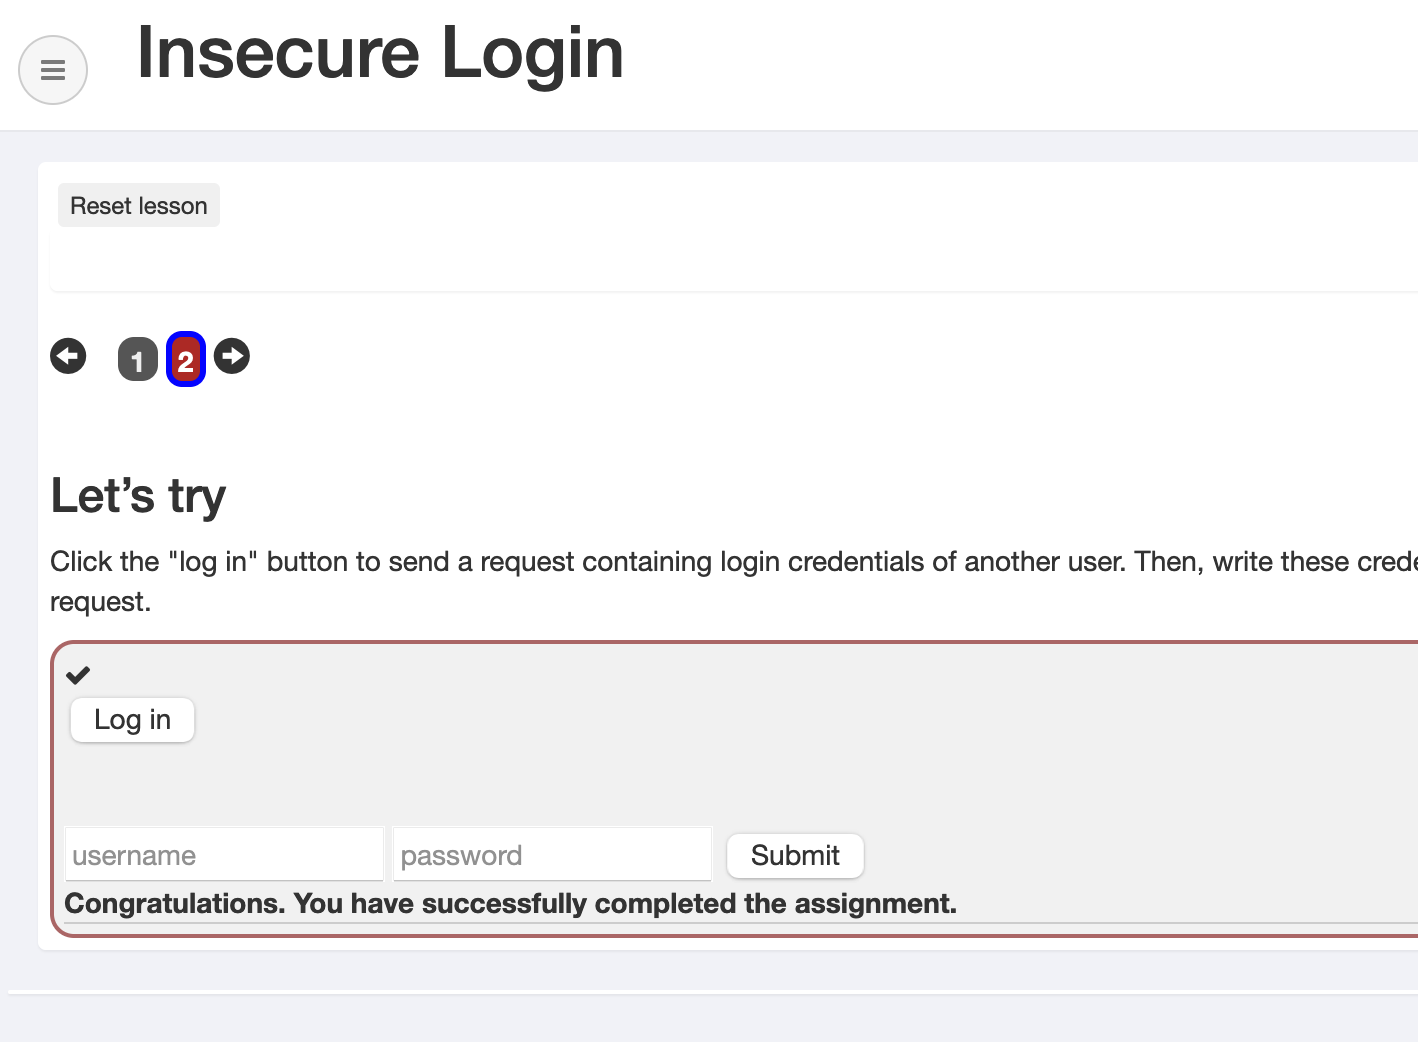 Insecure Login
Reset lesson
1 2
Let’s try
Click the "log in" button to send a request containing login credentials of another user. Then, write these
request.
Log in
username password Submit
Congratulations. You have successfully completed the assignment.